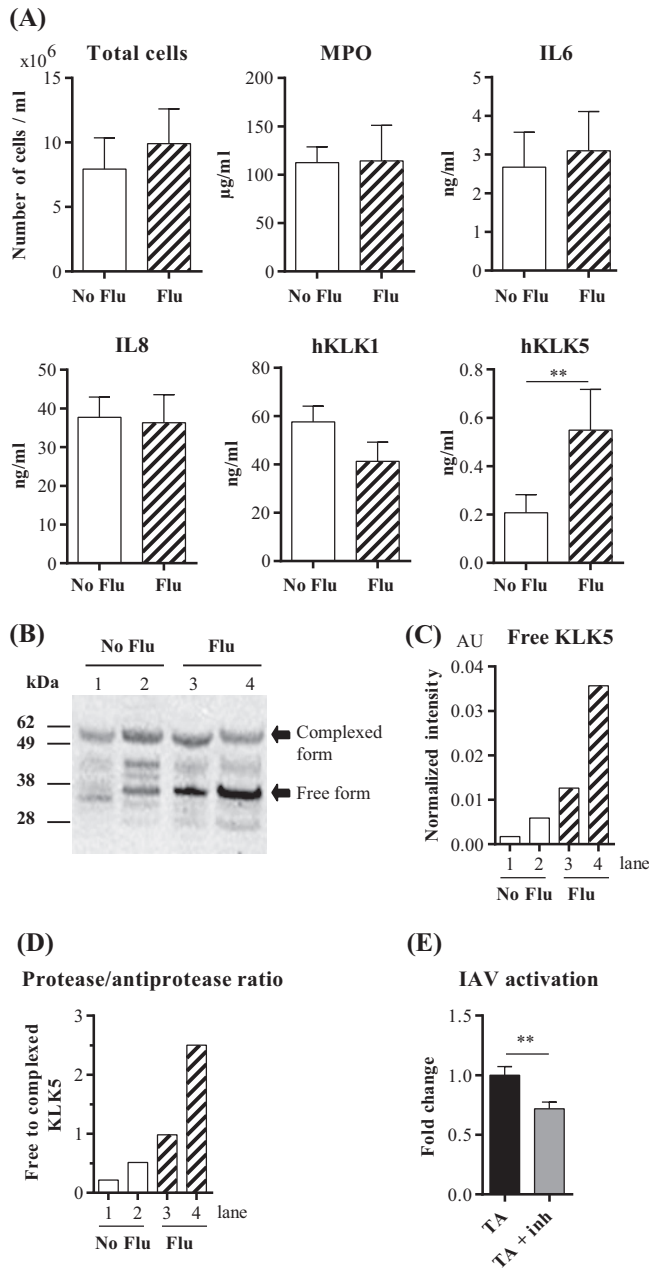 (A)
Total cells
x10⁶
Number of cells / ml
15
10
5
0
No Flu
Flu
MPO
µg/ml
200
150
100
50
0
No Flu
Flu
IL6
ng/ml
5
4
3
2
1
0
No Flu
Flu
IL8
ng/ml
50
40
30
20
10
0
No Flu
Flu
hKLK1
ng/ml
80
60
40
20
0
No Flu
Flu
hKLK5
ng/ml
0.8
0.6
0.4
0.2
0.0
**
No Flu
Flu
(B)
No Flu
Flu
kDa
1 2 3 4
62
49
38
28
Complexed
form
Free form
(C)
AU
Free KLK5
Normalized intensity
0.04
0.03
0.02
0.01
0.00
1 2 3 4 lane
No Flu
Flu
(D)
Protease/antiprotease ratio
Free to complexed
KLK5
3
2
1
0
1 2 3 4 lane
No Flu
Flu
(E)
IAV activation
Fold change
1.5
1.0
0.5
0.0
**
TA
TA + inh